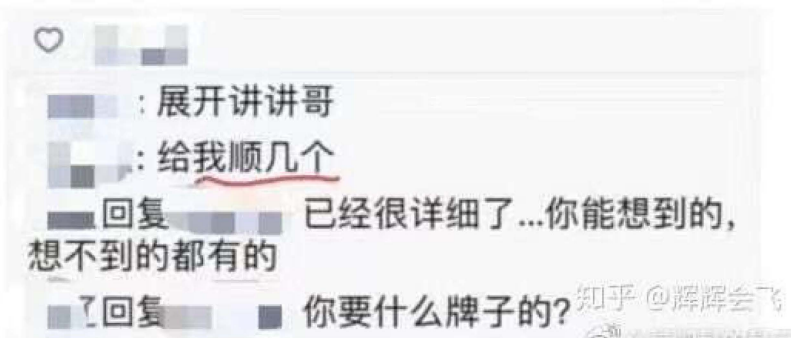 : 展开讲讲哥
: 给我顺几个
回复 已经很详细了...你能想到的,
想不到的都有的
回复 你要什么牌子的?
知乎 @辉辉会飞